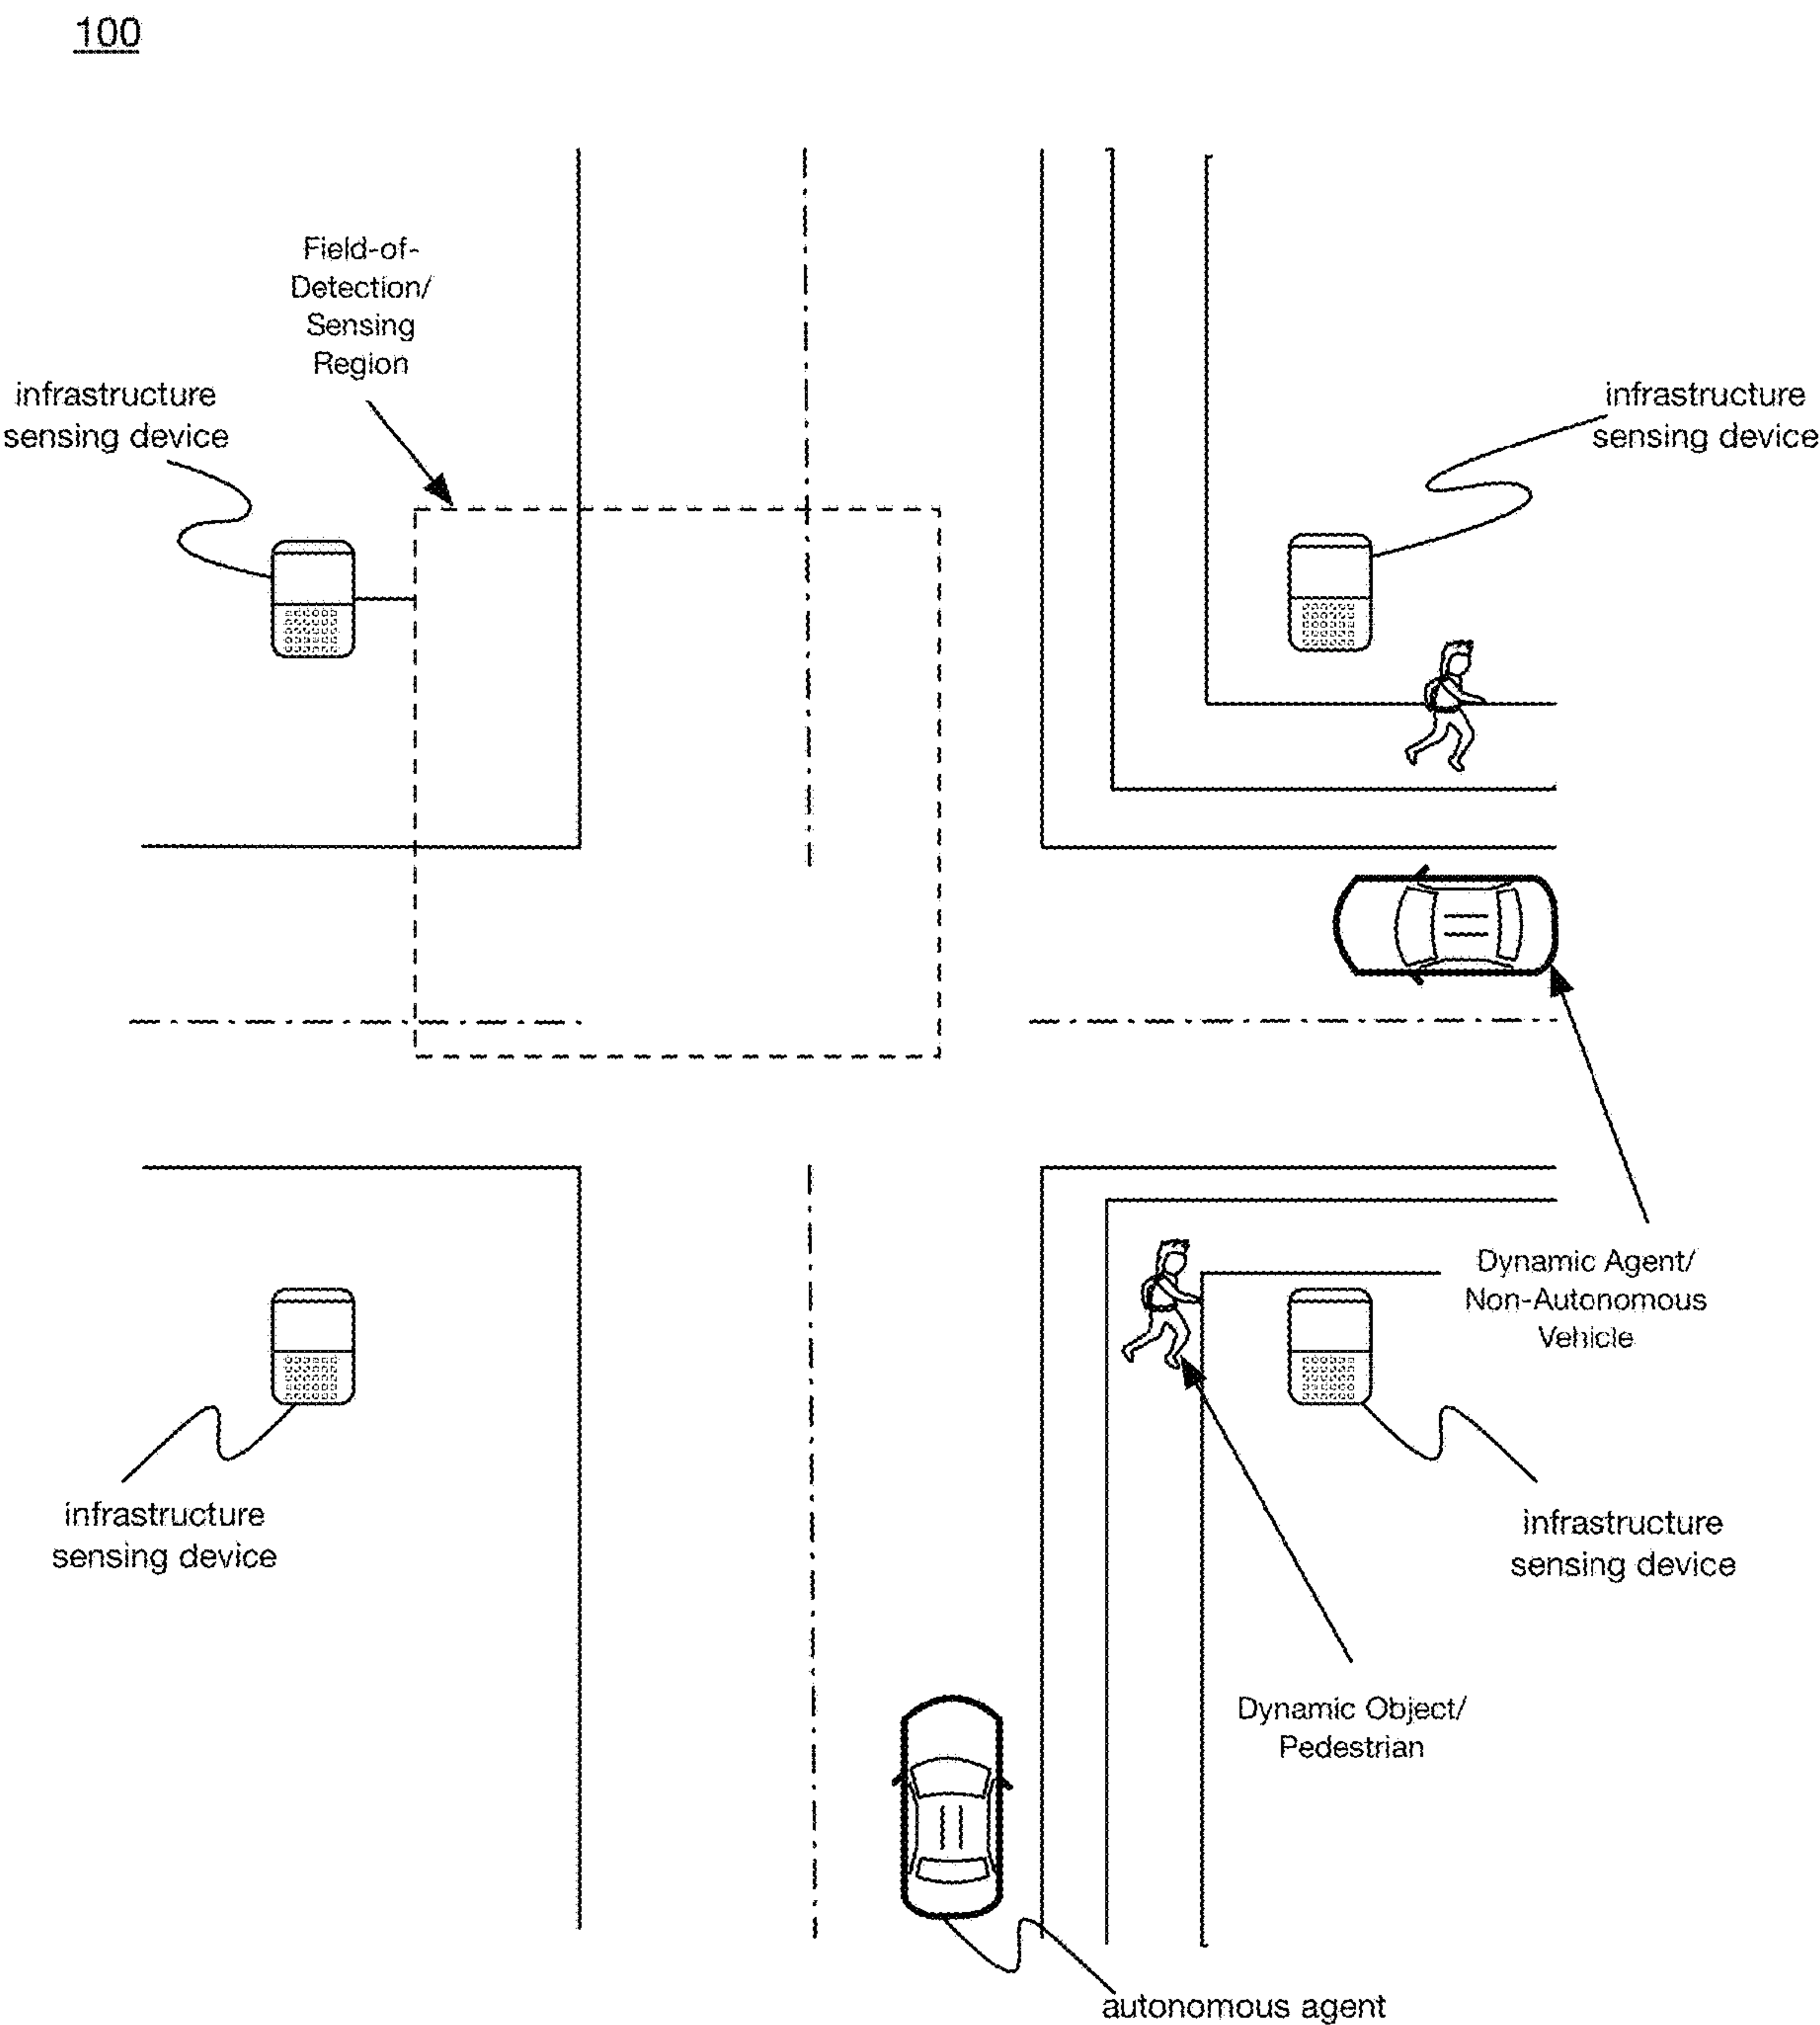 100
Field-of-
Detection/
Sensing
Region
infrastructure
sensing device
infrastructure
sensing device
Dynamic Agent/
Non-Autonomous
Vehicle
infrastructure
sensing device
infrastructure
sensing device
Dynamic Object/
Pedestrian
autonomous agent